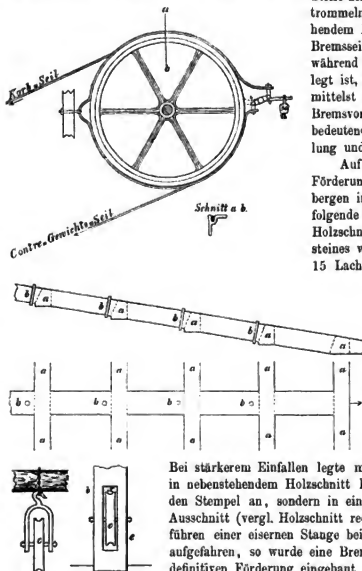 trommeln
hendem
Bremssei
während
legt ist,
mittelst
Bremsvor
bedeuten
lung und
Auf
Förderun
bergen i
folgende
Holzschn
steines v
15 Lach
a
b
Korb-Seil
Contre-Gewichts-Seil
Schnitt a b.
b a b a b a b a a
a a a a a
b b b b
a a a a a
Bei stärkerem Einfallen legte m
in nebenstehendem Holzschnitt l
den Stempel an, sondern in ein
Ausschnitt (vergl. Holzschnitt re
führen einer eisernen Stange bei
aufgefahren, so wurde eine Bren
definitiven Förderung eingebaut